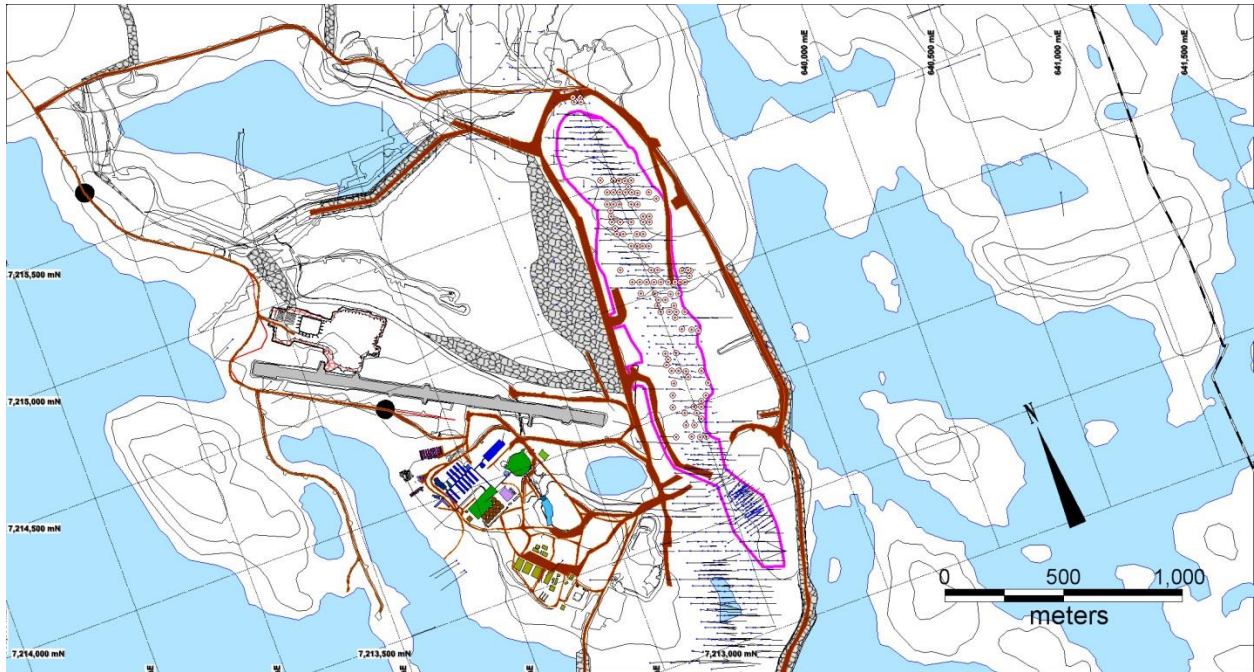 640,000 mE
640,500 mE
641,000 mE
641,500 mE
7,215,500 mN
7,215,000 mN
N
7,214,500 mN
0 500 1,000
meters
7,214,000 mN
7,213,500 mN
7,213,000 mN